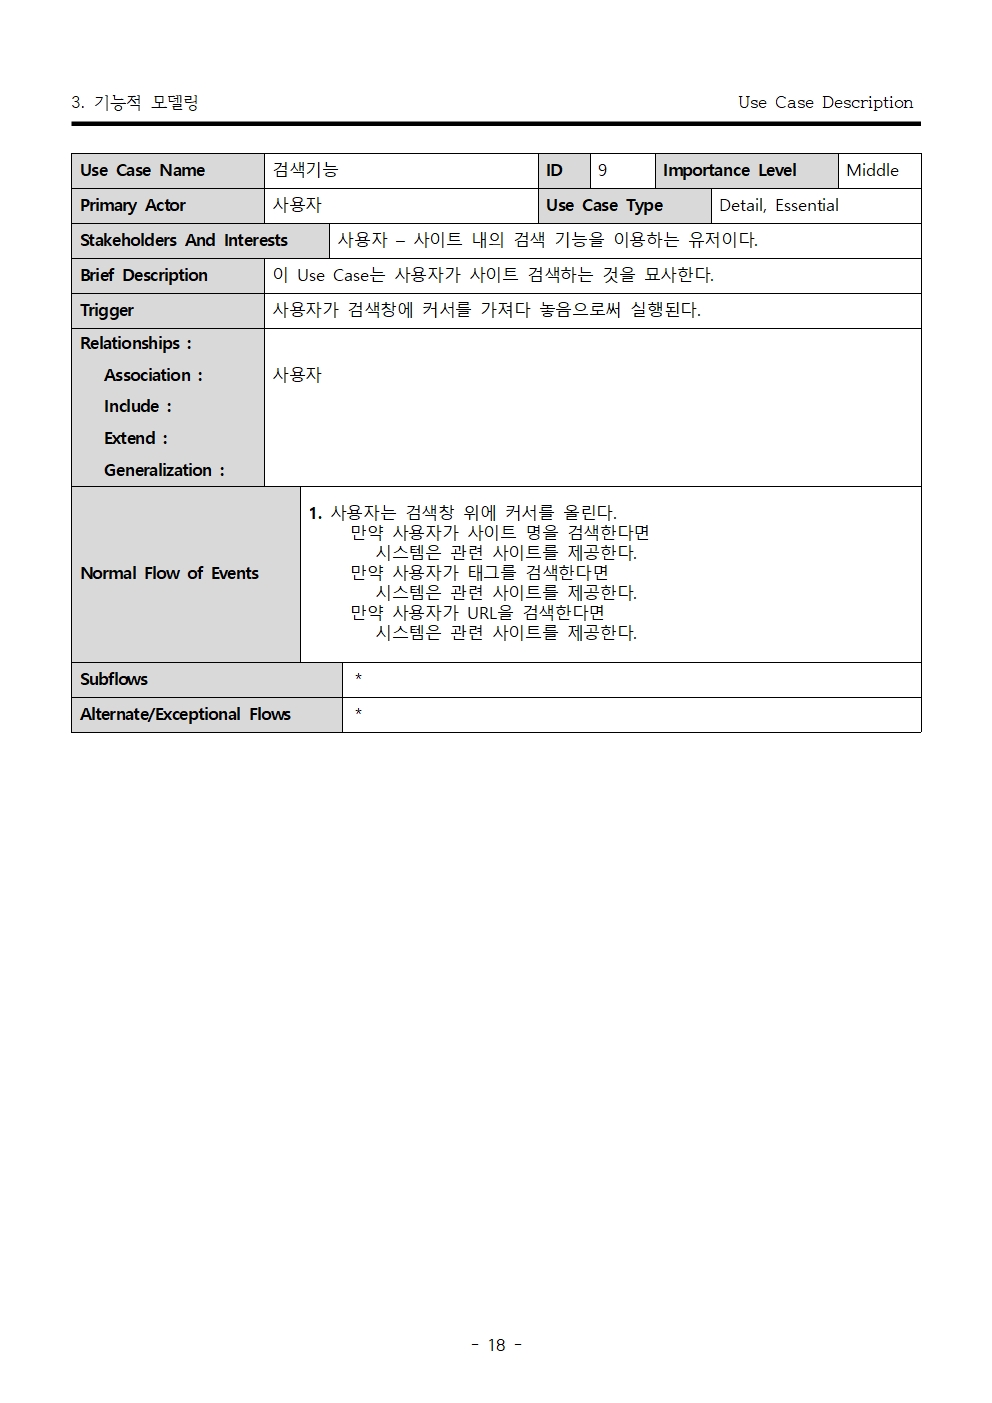 3. 기능적 모델링 Use Case Description
Use Case Name 검색기능 ID 9 Importance Level Middle
Primary Actor 사용자 Use Case Type Detail, Essential
Stakeholders And Interests 사용자 – 사이트 내의 검색 기능을 이용하는 유저이다.
Brief Description 이 Use Case는 사용자가 사이트 검색하는 것을 묘사한다.
Trigger 사용자가 검색창에 커서를 가져다 놓음으로써 실행된다.
Relationships :
Association : 사용자
Include :
Extend :
Generalization :
Normal Flow of Events
1. 사용자는 검색창 위에 커서를 올린다.
만약 사용자가 사이트 명을 검색한다면
시스템은 관련 사이트를 제공한다.
만약 사용자가 태그를 검색한다면
시스템은 관련 사이트를 제공한다.
만약 사용자가 URL을 검색한다면
시스템은 관련 사이트를 제공한다.
Subflows *
Alternate/Exceptional Flows *
- 18 -